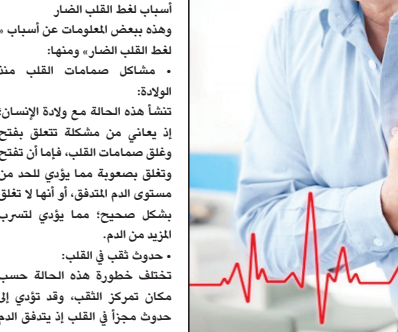 أسباب لغط القلب الضار
وهذه ببعض المعلومات عن أسباب «
لغط القلب الضار» ومنها:
• مشاكل صمامات القلب منذ
الولادة:
تنشأ هذه الحالة مع ولادة الإنسان؛
إذ يعاني من مشكلة تتعلق بفتح
وغلق صمامات القلب، فإما أن تفتح
وتغلق بصعوبة مما يؤدي للحد من
مستوى الدم المتدفق، أو أنها لا تغلق
بشكل صحيح؛ مما يؤدي لتسرب
المزيد من الدم.
• حدوث ثقب في القلب:
تختلف خطورة هذه الحالة حسب
مكان تمركز الثقب، وقد تؤدي إلى
حدوث مجزأ في القلب إذ يتدفق الدم